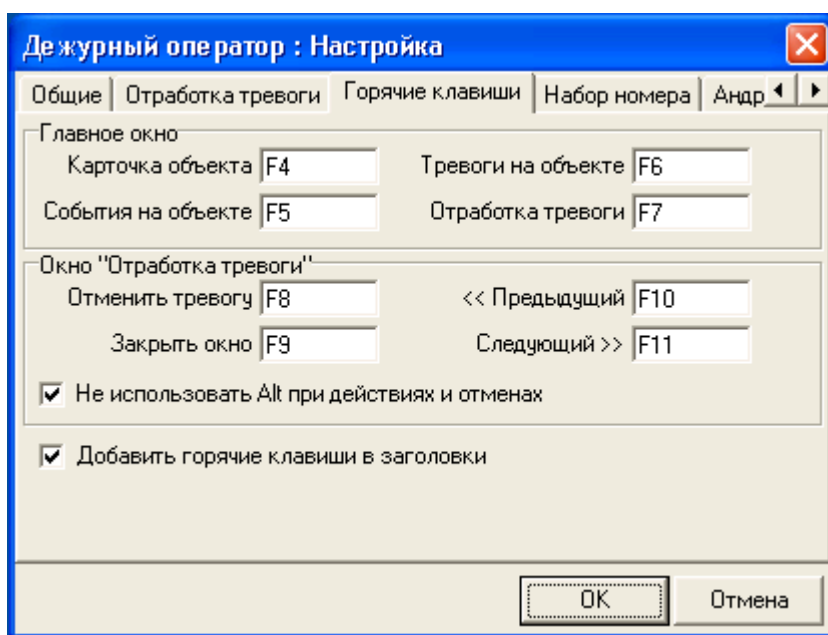 Дежурный оператор : Настройка
Общие Отработка тревоги Горячие клавиши Набор номера Андр
Главное окно
Карточка объекта F4 Тревоги на объекте F6
События на объекте F5 Отработка тревоги F7
Окно "Отработка тревоги"
Отменить тревогу F8 << Предыдущий F10
Закрыть окно F9 Следующий >> F11
Не использовать Alt при действиях и отменах
Добавить горячие клавиши в заголовки
OK Отмена